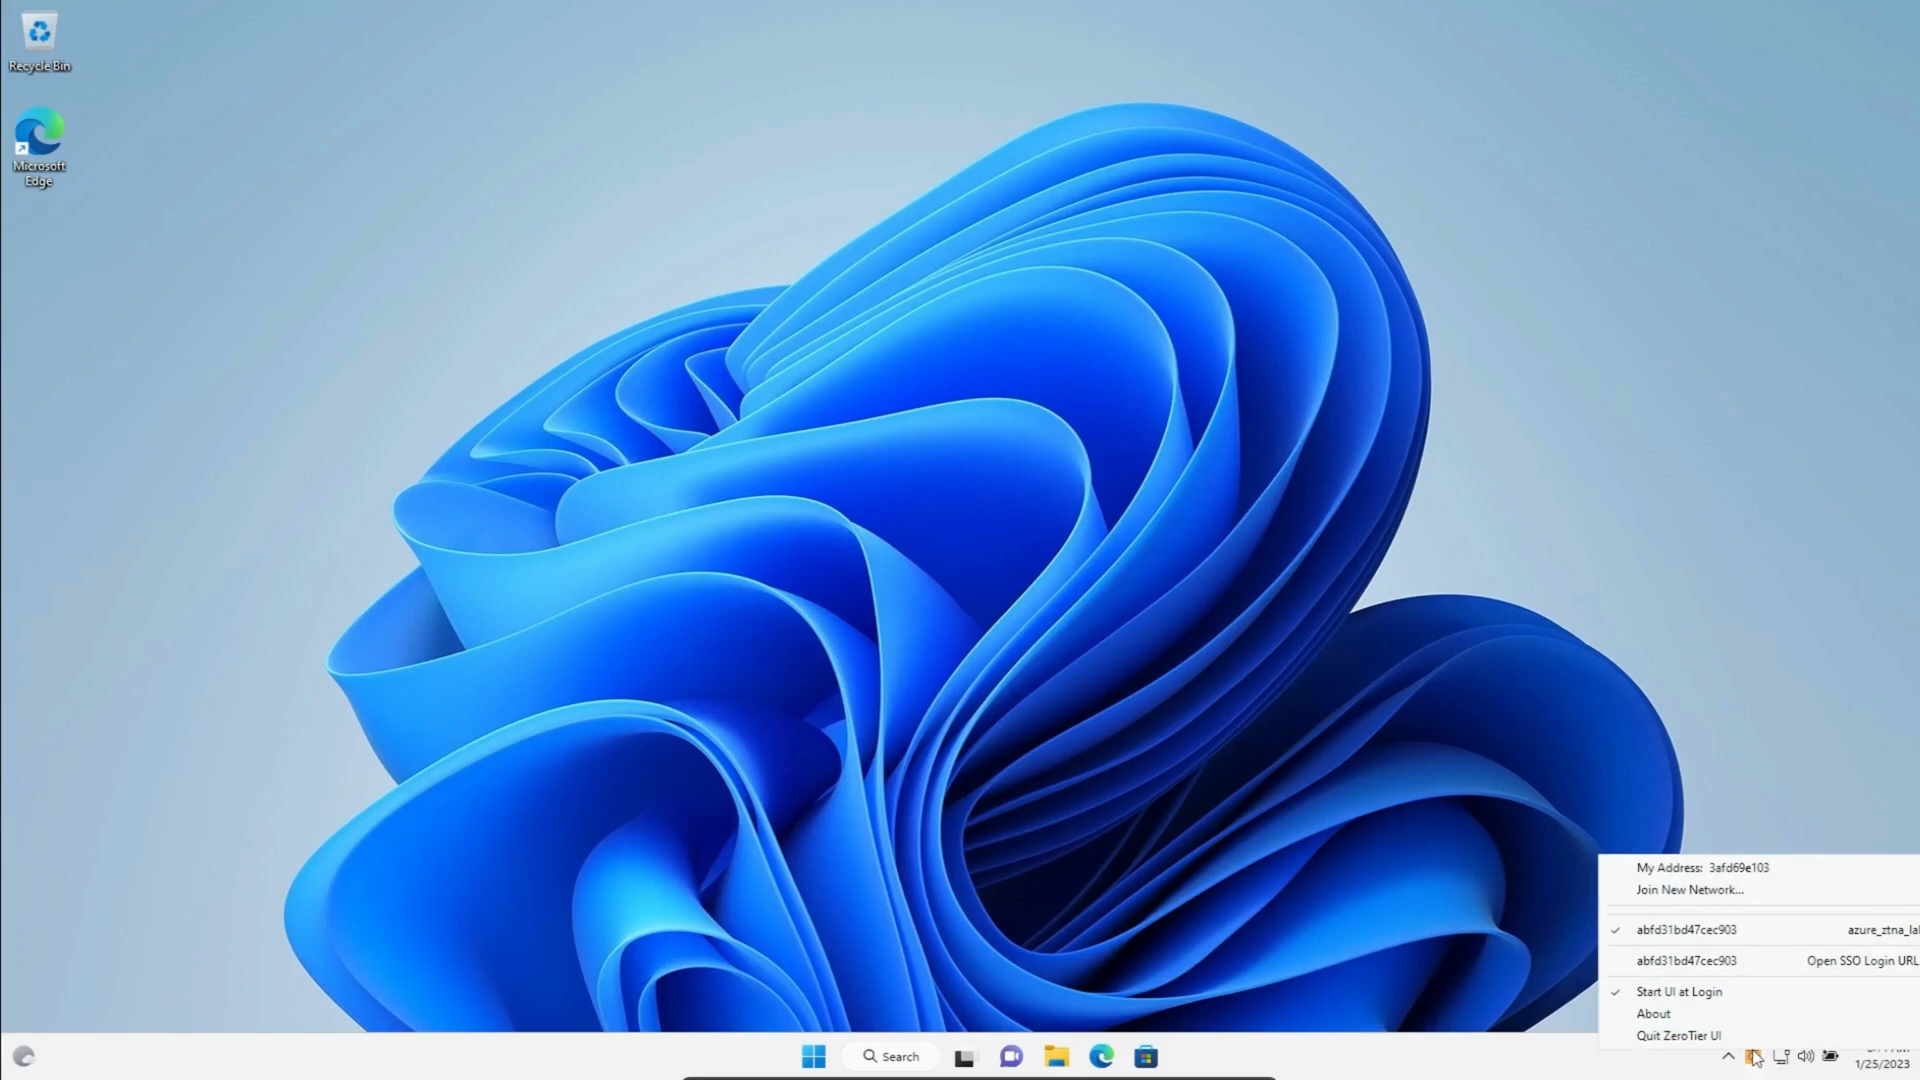 Recycle Bin
Microsoft
Edge
My Address: 3afd69e103
Join New Network...
abfd31bd47cec903 azure_ztna_la
abfd31bd47cec903 Open SSO Login URL
Start UI at Login
About
Quit ZeroTier UI
Search
1/25/2023